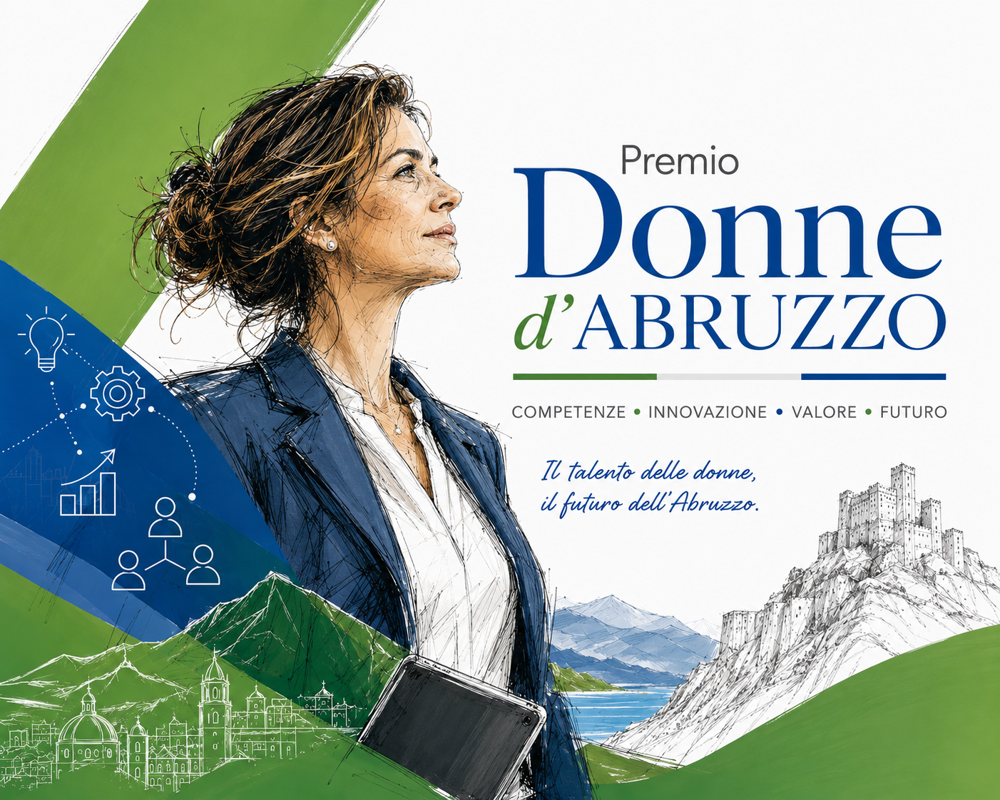 Premio
Donne
d'ABRUZZO
COMPETENZE • INNOVAZIONE • VALORE • FUTURO
Il talento delle donne,
il futuro dell'Abruzzo.